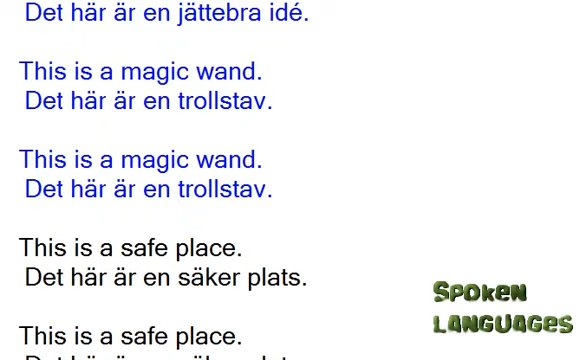 Det här är en jättebra idé.
This is a magic wand.
Det här är en trollstav.
This is a magic wand.
Det här är en trollstav.
This is a safe place.
Det här är en säker plats.
This is a safe place.
SPOKEN
LANGUAGES